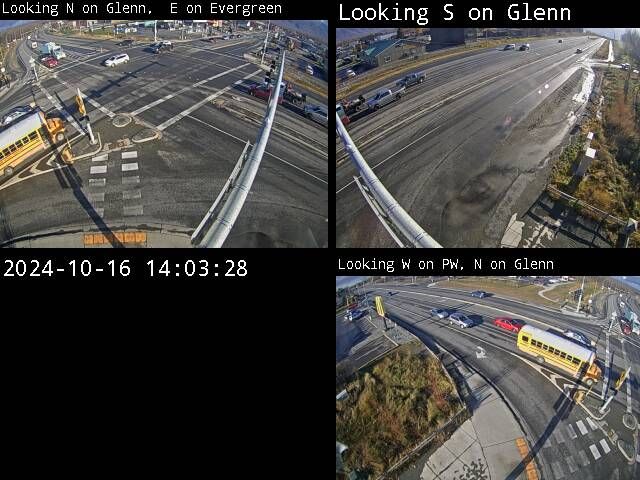 Looking N on Glenn,  E on Evergreen
Looking S on Glenn
2024-10-16 14:03:28
Looking W on PW, N on Glenn